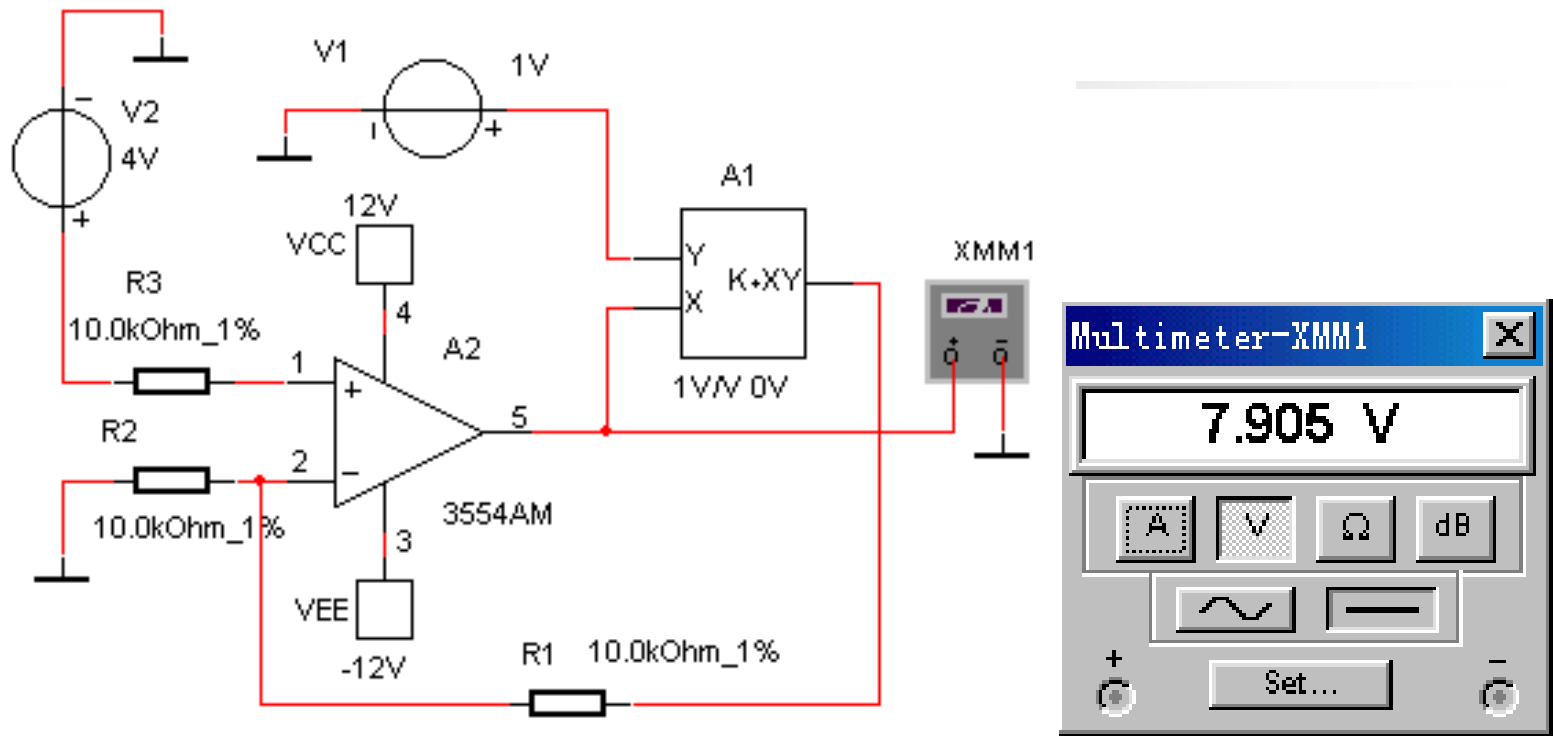 V1
1V
V2
4V
A1
12V
VCC
XMM1
Y
K*XY
X
R3
4
10.0kOhm_1%
A2
1
+
1V/V 0V
5
R2
2
−
10.0kOhm_1%
3554AM
3
VEE
-12V
R1
10.0kOhm_1%
Multimeter-XMM1
7.905 V
A
V
Ω
dB
+
−
Set...